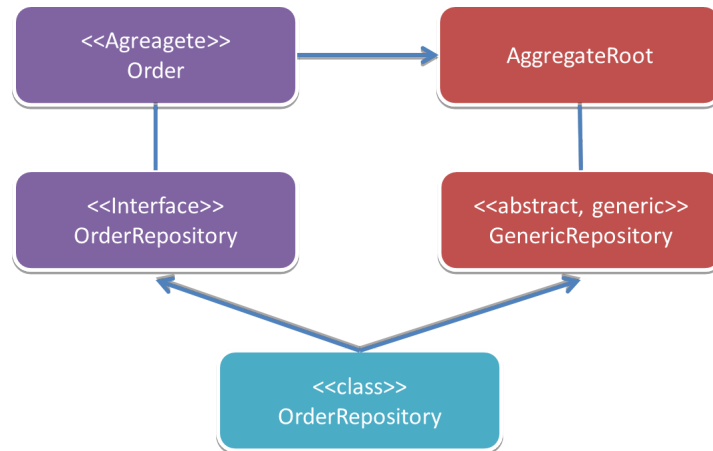 <<Agreagete>>
Order
AggregateRoot
<<Interface>>
OrderRepository
<<abstract, generic>>
GenericRepository
<<class>>
OrderRepository